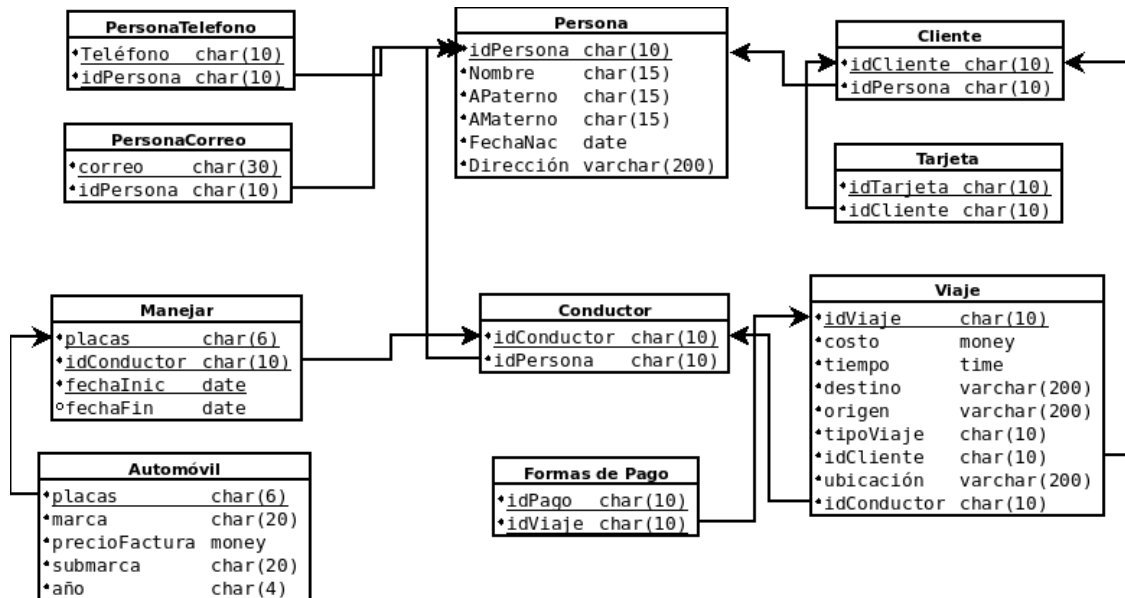 PersonaTelefono
Teléfono char(10)
idPersona char(10)
PersonaCorreo
correo char(30)
idPersona char(10)
Persona
idPersona char(10)
Nombre char(15)
APaterno char(15)
AMaterno char(15)
FechaNac date
Dirección varchar(200)
Cliente
idCliente char(10)
idPersona char(10)
Tarjeta
idTarjeta char(10)
idCliente char(10)
Manejar
placas char(6)
idConductor char(10)
fechaInic date
fechaFin date
Conductor
idConductor char(10)
idPersona char(10)
Viaje
idViaje char(10)
costo money
tiempo time
destino varchar(200)
origen varchar(200)
tipoViaje char(10)
idCliente char(10)
ubicación varchar(200)
idConductor char(10)
Automóvil
placas char(6)
marca char(20)
precioFactura money
submarca char(20)
año char(4)
Formas de Pago
idPago char(10)
idViaje char(10)